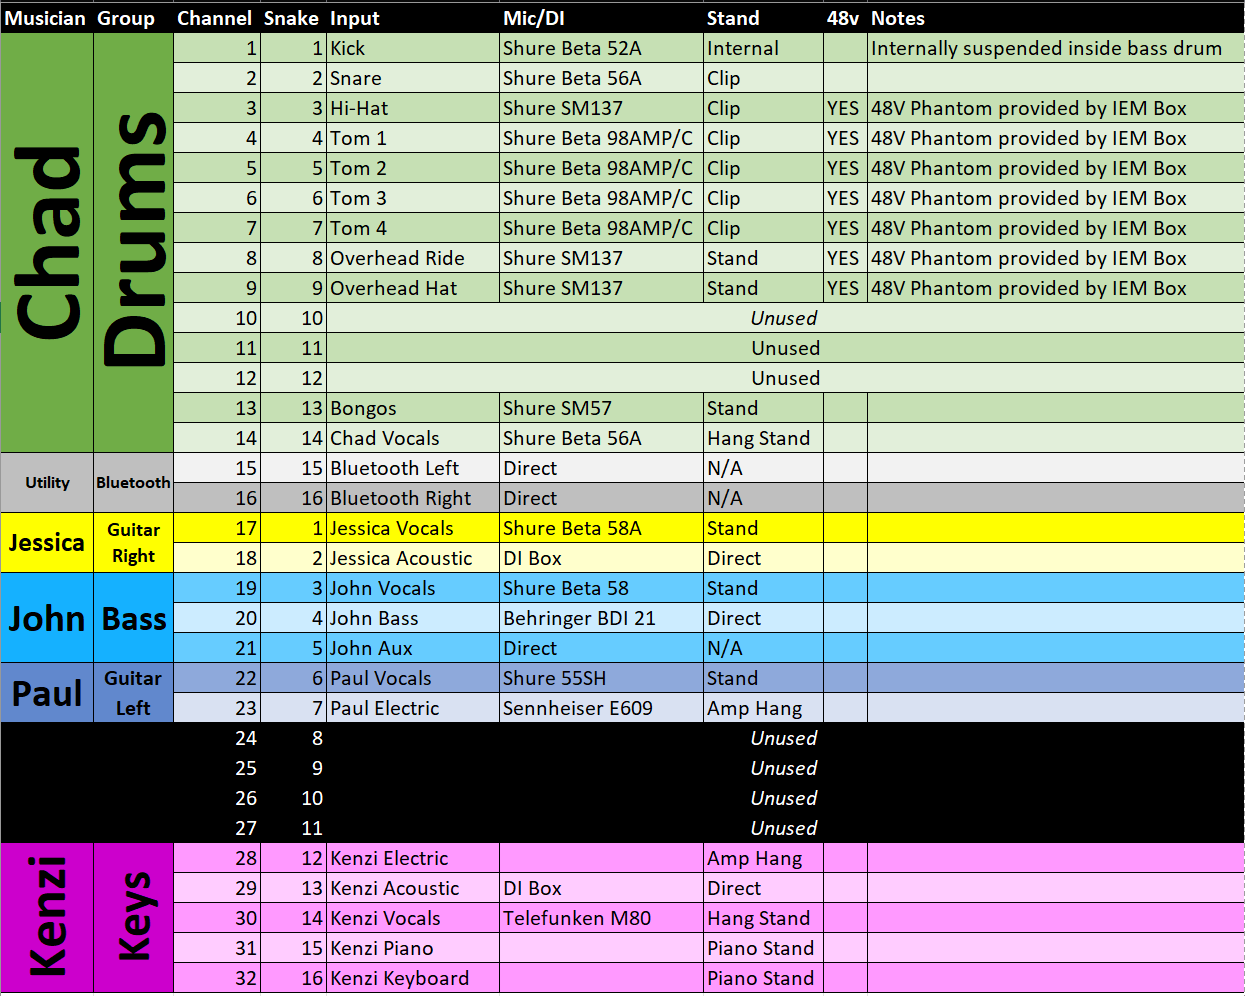 Musician Group Channel Snake Input Mic/DI Stand 48v Notes
Chad Drums
1 1 Kick Shure Beta 52A Internal Internally suspended inside bass drum
2 2 Snare Shure Beta 56A Clip
3 3 Hi-Hat Shure SM137 Clip YES 48V Phantom provided by IEM Box
4 4 Tom 1 Shure Beta 98AMP/C Clip YES 48V Phantom provided by IEM Box
5 5 Tom 2 Shure Beta 98AMP/C Clip YES 48V Phantom provided by IEM Box
6 6 Tom 3 Shure Beta 98AMP/C Clip YES 48V Phantom provided by IEM Box
7 7 Tom 4 Shure Beta 98AMP/C Clip YES 48V Phantom provided by IEM Box
8 8 Overhead Ride Shure SM137 Stand YES 48V Phantom provided by IEM Box
9 9 Overhead Hat Shure SM137 Stand YES 48V Phantom provided by IEM Box
10 10 Unused
11 11 Unused
12 12 Unused
13 13 Bongos Shure SM57 Stand
14 14 Chad Vocals Shure Beta 56A Hang Stand
Utility Bluetooth
15 15 Bluetooth Left Direct N/A
16 16 Bluetooth Right Direct N/A
Jessica Guitar Right
17 1 Jessica Vocals Shure Beta 58A Stand
18 2 Jessica Acoustic DI Box Direct
John Bass
19 3 John Vocals Shure Beta 58 Stand
20 4 John Bass Behringer BDI 21 Direct
21 5 John Aux Direct N/A
Paul Guitar Left
22 6 Paul Vocals Shure 55SH Stand
23 7 Paul Electric Sennheiser E609 Amp Hang
24 8 Unused
25 9 Unused
26 10 Unused
27 11 Unused
Kenzi Keys
28 12 Kenzi Electric Amp Hang
29 13 Kenzi Acoustic DI Box Direct
30 14 Kenzi Vocals Telefunken M80 Hang Stand
31 15 Kenzi Piano Piano Stand
32 16 Kenzi Keyboard Piano Stand